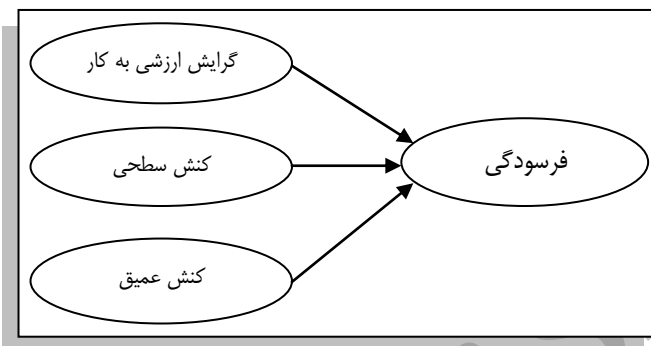 گرایش ارزشی به کار
کنش سطحی
فرسودگی
کنش عمیق